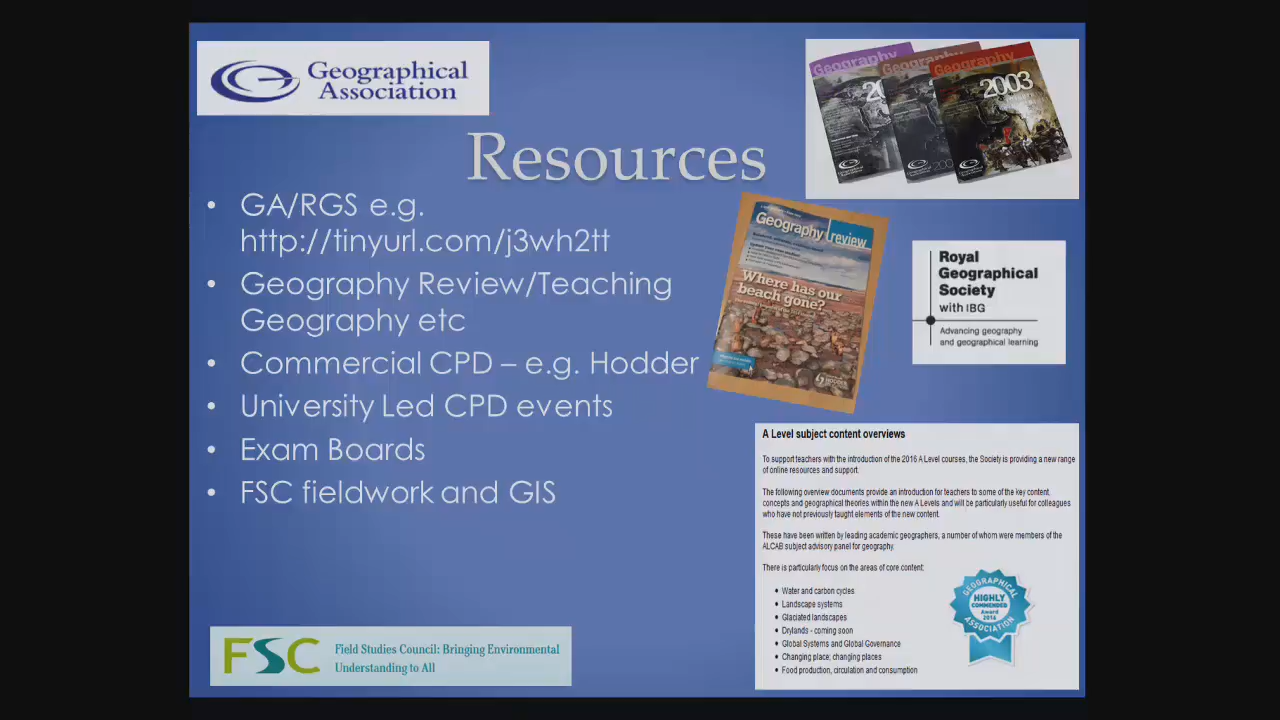 Geographical
Association
Resources
• GA/RGS e.g.
http://tinyurl.com/j3wh2tt
• Geography Review/Teaching
Geography etc
• Commercial CPD – e.g. Hodder
• University Led CPD events
• Exam Boards
• FSC fieldwork and GIS
FSC
Field Studies Council: Bringing Environmental
Understanding to All
Geography
Geography
Geography
2003
Geography review
Where has our
beach gone?
Royal
Geographical
Society
with IBG
Advancing geography
and geographical learning
A Level subject content overviews
To support teachers with the introduction of the 2016 A Level courses, the Society is providing a new range
of online resources and support.
The following overview documents provide an introduction for teachers to some of the key content,
concepts and geographical theories within the new A Levels and will be particularly useful for colleagues
who have not previously taught elements of the new content.
These have been written by leading academic geographers, a number of whom were members of the
ALCAB subject advisory panel for geography.
There is particularly focus on the areas of core content:
• Water and carbon cycles
• Landscape systems
• Glaciated landscapes
• Drylands - coming soon
• Global Systems and Global Governance
• Changing place; changing places
• Food production, circulation and consumption
GEOGRAPHICAL
HIGHLY
COMMENDED
Award
2016
ASSOCIATION